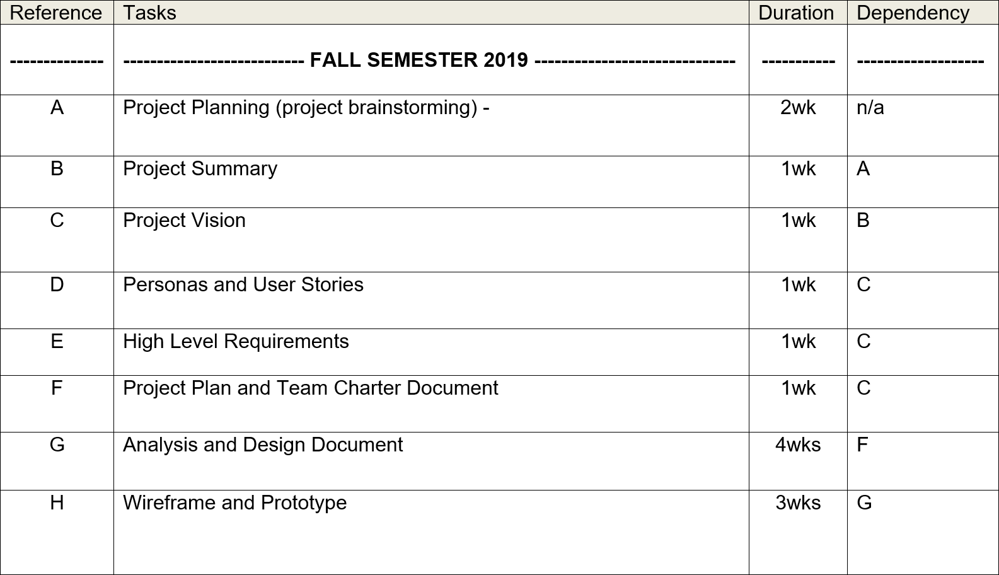 Reference Tasks Duration Dependency
-------------- --------------------------- FALL SEMESTER 2019 ------------------------------ ----------- -------------------
A Project Planning (project brainstorming) - 2wk n/a
B Project Summary 1wk A
C Project Vision 1wk B
D Personas and User Stories 1wk C
E High Level Requirements 1wk C
F Project Plan and Team Charter Document 1wk C
G Analysis and Design Document 4wks F
H Wireframe and Prototype 3wks G